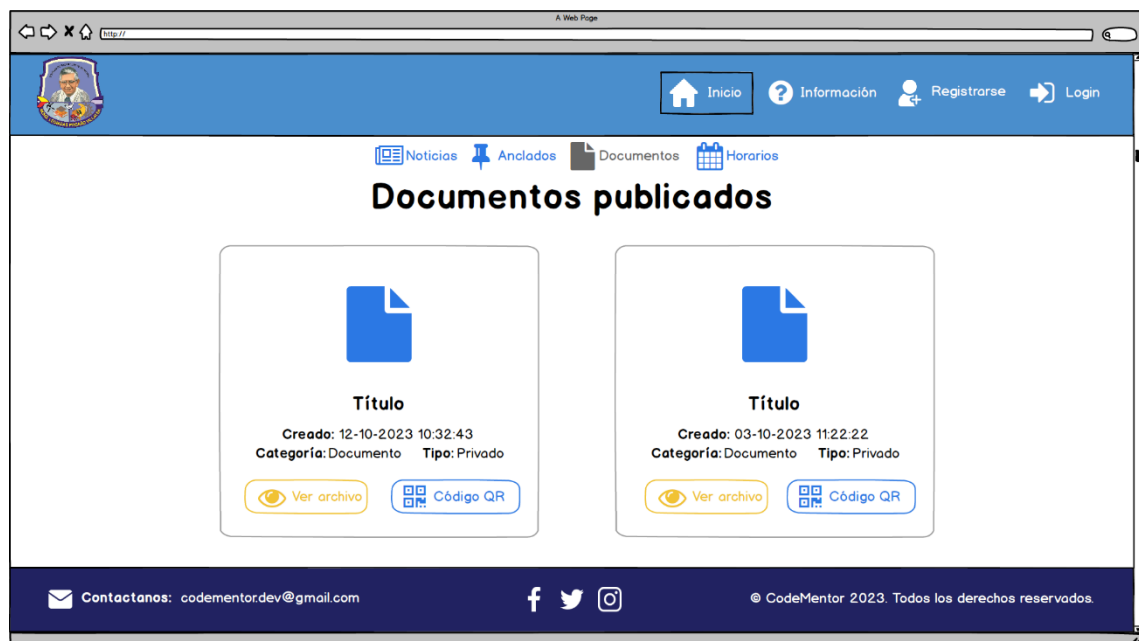 A Web Page
http://
Inicio Información Registrarse Login
Noticias Anclados Documentos Horarios
Documentos publicados
Título
Creado: 12-10-2023 10:32:43
Categoría: Documento Tipo: Privado
Ver archivo Código QR
Título
Creado: 03-10-2023 11:22:22
Categoría: Documento Tipo: Privado
Ver archivo Código QR
Contactanos: codementor.dev@gmail.com
© CodeMentor 2023. Todos los derechos reservados.